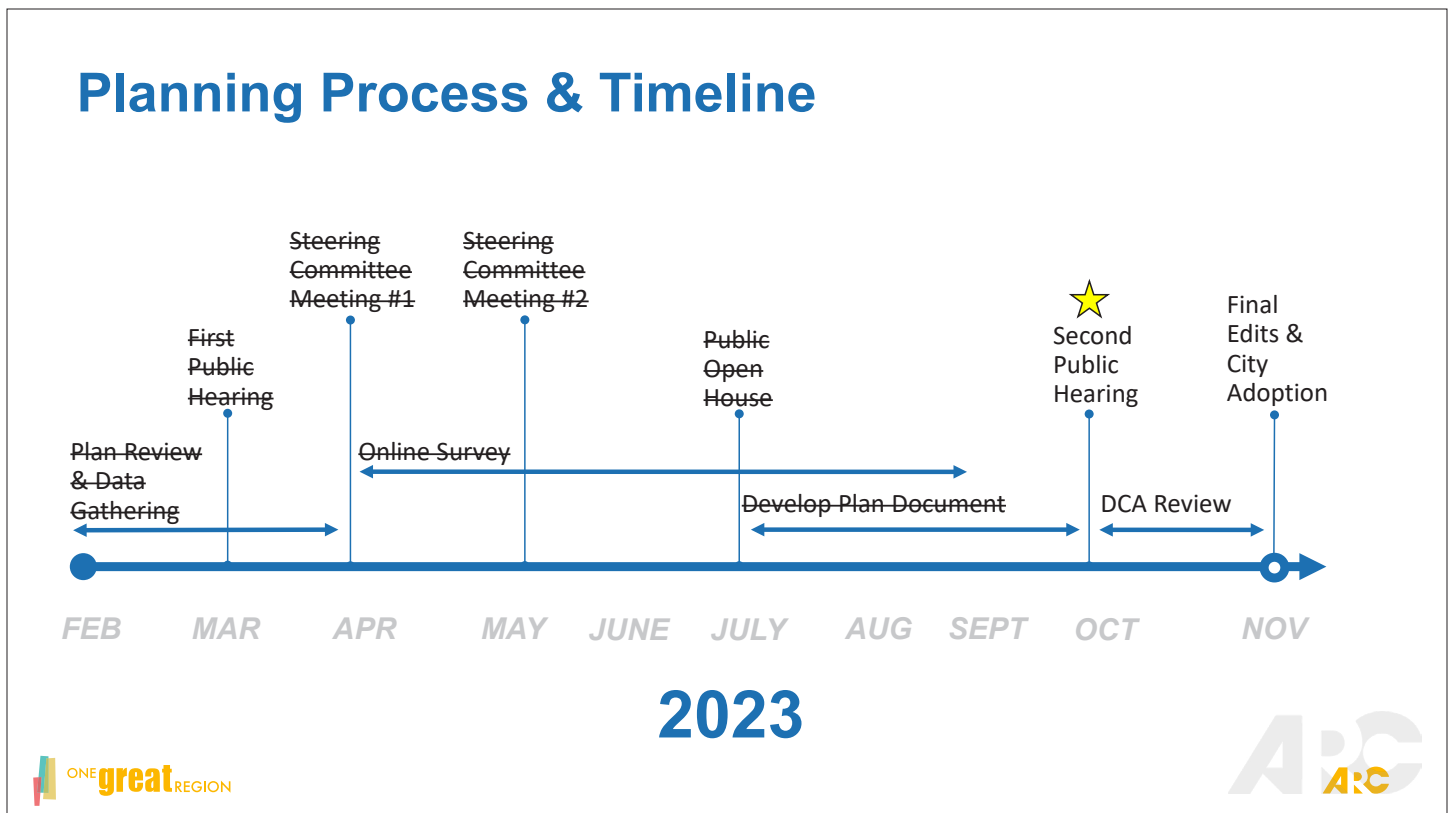 Planning Process & Timeline
Steering
Committee
Meeting #1
Steering
Committee
Meeting #2
First
Public
Hearing
Public
Open
House
Second
Public
Hearing
Final
Edits &
City
Adoption
Plan Review
& Data
Gathering
Online Survey
Develop Plan Document
DCA Review
FEB MAR APR MAY JUNE JULY AUG SEPT OCT NOV
2023
ONE great REGION
ARC
ARC